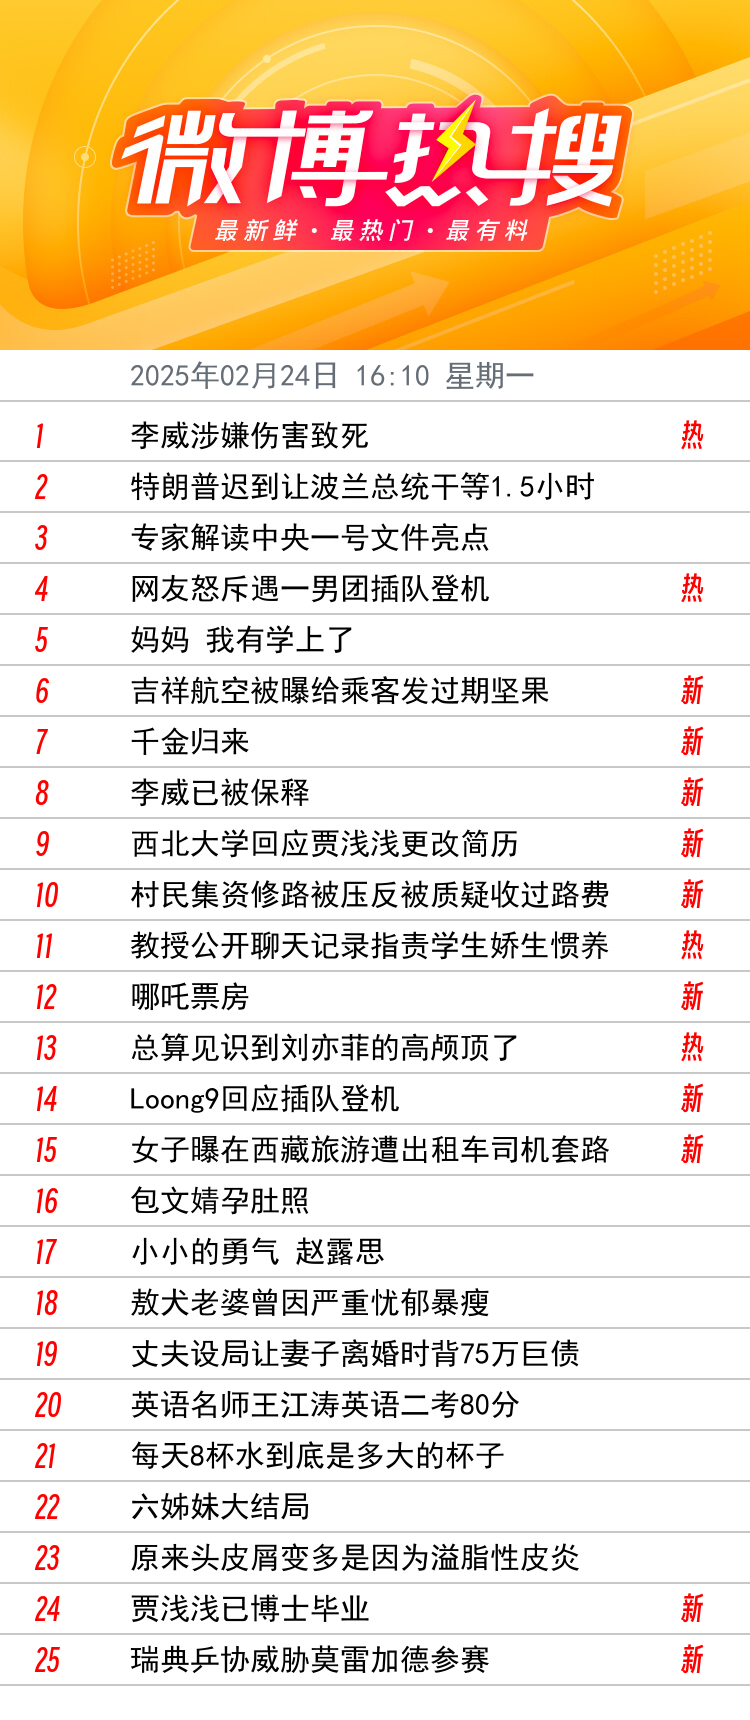 微博热搜
最新鲜·最热门·最有料
2025年02月24日 16:10 星期一
1 李威涉嫌伤害致死 热
2 特朗普迟到让波兰总统干等1.5小时
3 专家解读中央一号文件亮点
4 网友怒斥遇一男团插队登机 热
5 妈妈 我有学上了
6 吉祥航空被曝给乘客发过期坚果 新
7 千金归来 新
8 李威已被保释 新
9 西北大学回应贾浅浅更改简历 新
10 村民集资修路被压反被质疑收过路费 新
11 教授公开聊天记录指责学生娇生惯养 热
12 哪吒票房 新
13 总算见识到刘亦菲的高颅顶了 热
14 Loong9回应插队登机 新
15 女子曝在西藏旅游遭出租车司机套路 新
16 包文婧孕肚照
17 小小的勇气 赵露思
18 敖犬老婆曾因严重忧郁暴瘦
19 丈夫设局让妻子离婚时背75万巨债
20 英语名师王江涛英语二考80分
21 每天8杯水到底是多大的杯子
22 六姊妹大结局
23 原来头皮屑变多是因为溢脂性皮炎
24 贾浅浅已博士毕业 新
25 瑞典乒协威胁莫雷加德参赛 新